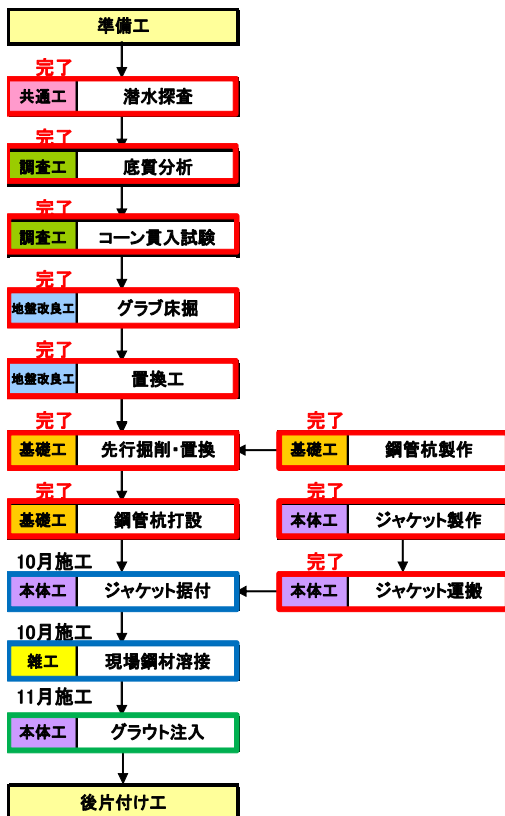 準備工
完了
共通工 潜水探査
完了
調査工 底質分析
完了
調査工 コーン貫入試験
完了
地盤改良工 グラブ床掘
完了
地盤改良工 置換工
完了 完了
基礎工 先行掘削・置換 基礎工 鋼管杭製作
完了 完了
基礎工 鋼管杭打設 本体工 ジャケット製作
10月施工 完了
本体工 ジャケット据付 本体工 ジャケット運搬
10月施工
雑工 現場鋼材溶接
11月施工
本体工 グラウト注入
後片付け工